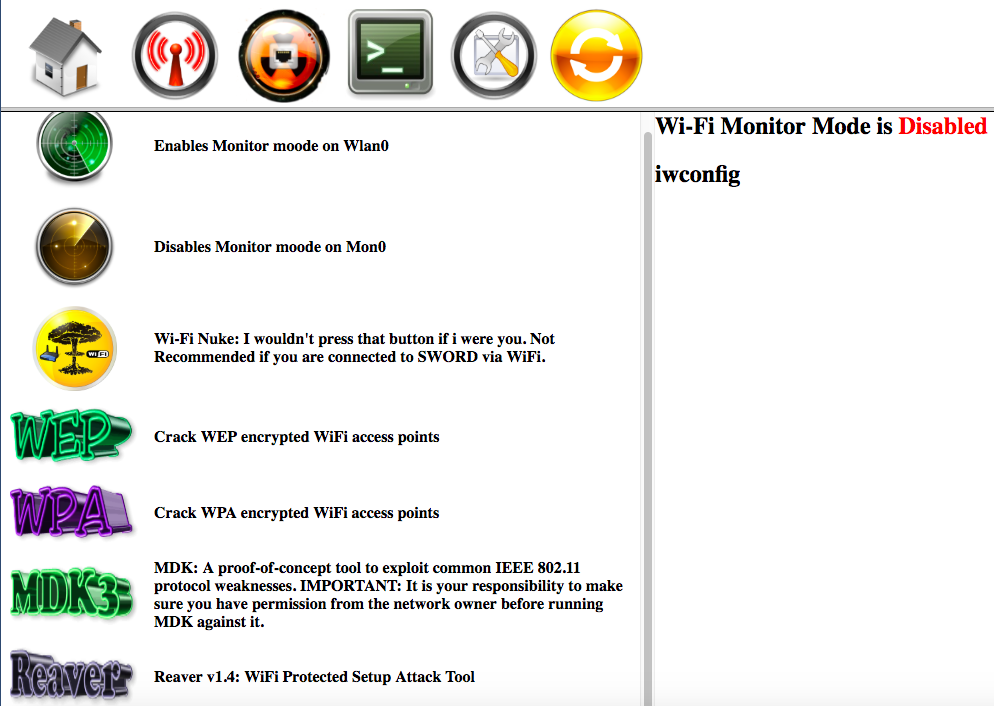 Wi-Fi Monitor Mode is Disabled
iwconfig
Enables Monitor moode on Wlan0
Disables Monitor moode on Mon0
WiFi
Wi-Fi Nuke: I wouldn't press that button if i were you. Not
Recommended if you are connected to SWORD via WiFi.
WEP
Crack WEP encrypted WiFi access points
WPA
Crack WPA encrypted WiFi access points
MDK3
MDK: A proof-of-concept tool to exploit common IEEE 802.11
protocol weaknesses. IMPORTANT: It is your responsibility to make
sure you have permission from the network owner before running
MDK against it.
Reaver
Reaver v1.4: WiFi Protected Setup Attack Tool